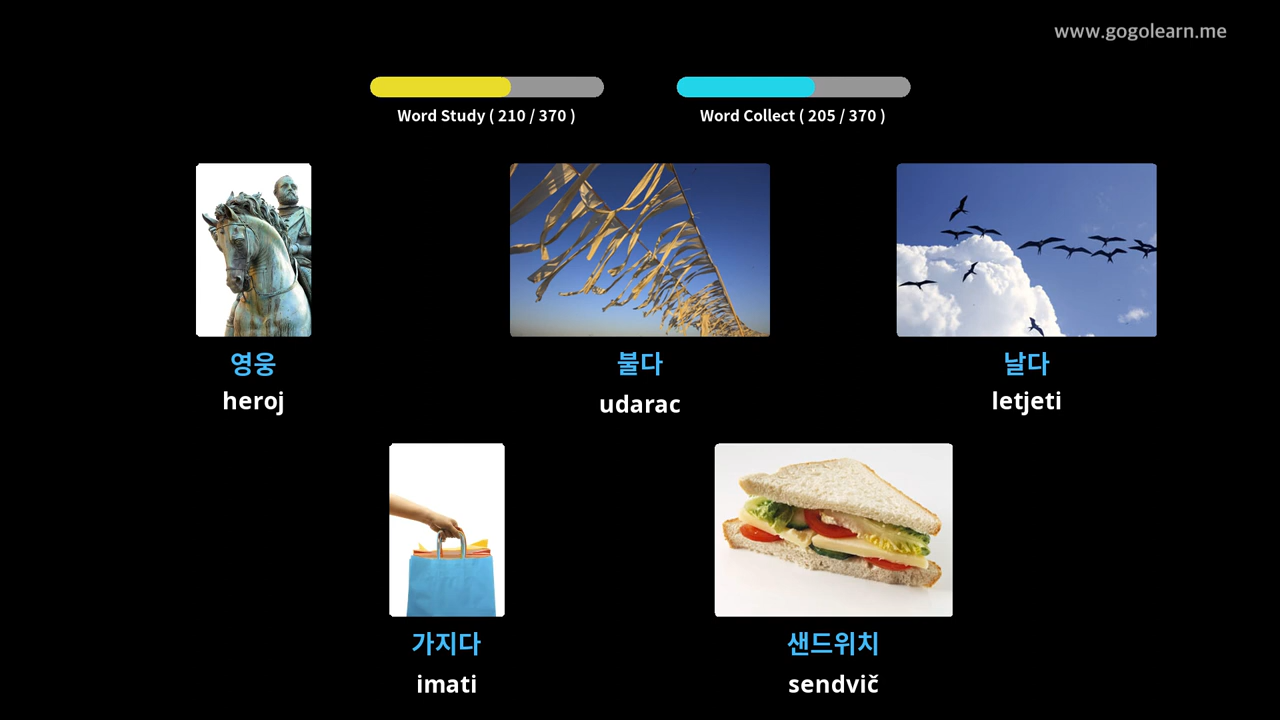 www.gogolearn.me
Word Study ( 210 / 370 )
Word Collect ( 205 / 370 )
영웅
heroj
불다
udarac
날다
letjeti
가지다
imati
샌드위치
sendvič